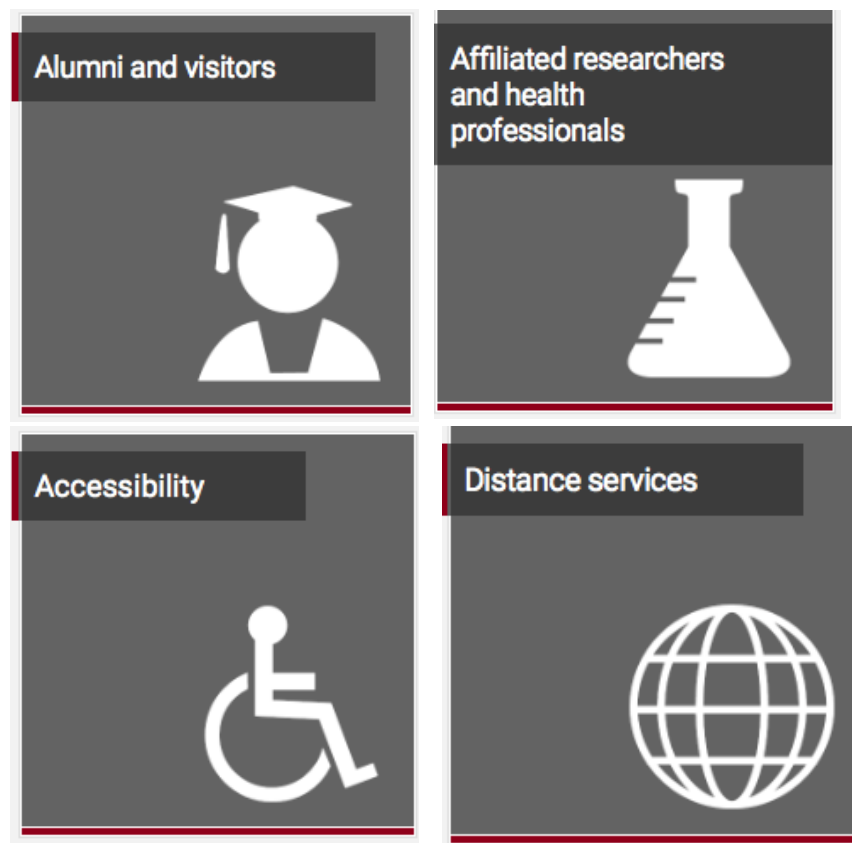 Alumni and visitors
Affiliated researchers
and health
professionals
Accessibility
Distance services